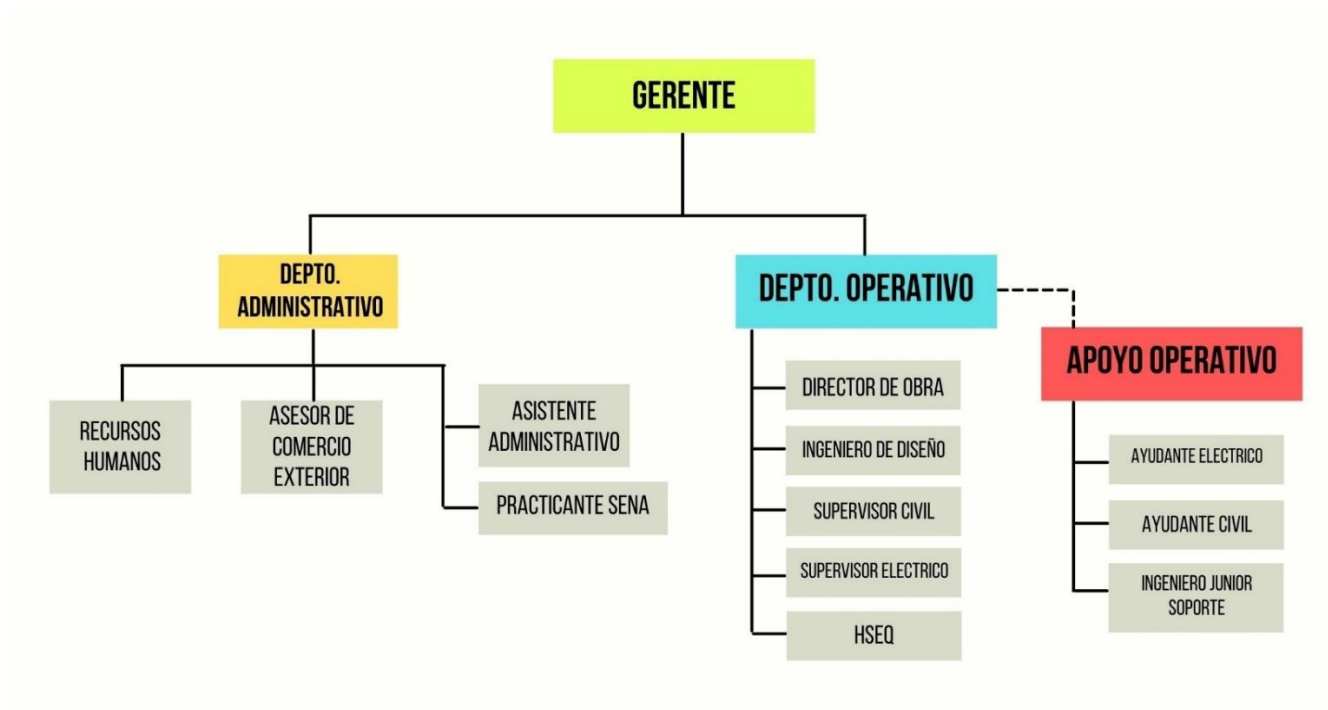 GERENTE
DEPTO.
ADMINISTRATIVO
DEPTO. OPERATIVO
APOYO OPERATIVO
RECURSOS
HUMANOS
ASESOR DE
COMERCIO
EXTERIOR
ASISTENTE
ADMINISTRATIVO
PRACTICANTE SENA
DIRECTOR DE OBRA
INGENIERO DE DISEÑO
SUPERVISOR CIVIL
SUPERVISOR ELECTRICO
HSEQ
AYUDANTE ELECTRICO
AYUDANTE CIVIL
INGENIERO JUNIOR
SOPORTE